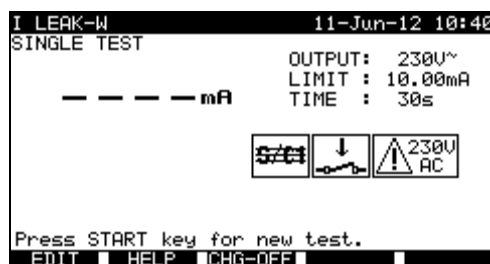 I LEAK-W 11-Jun-12 10:40
SINGLE TEST
OUTPUT: 230V~
LIMIT : 10.00mA
TIME : 30s
– – – – mA
S/C1
230V
AC
Press START key for new test.
EDIT HELP CHG-OFF